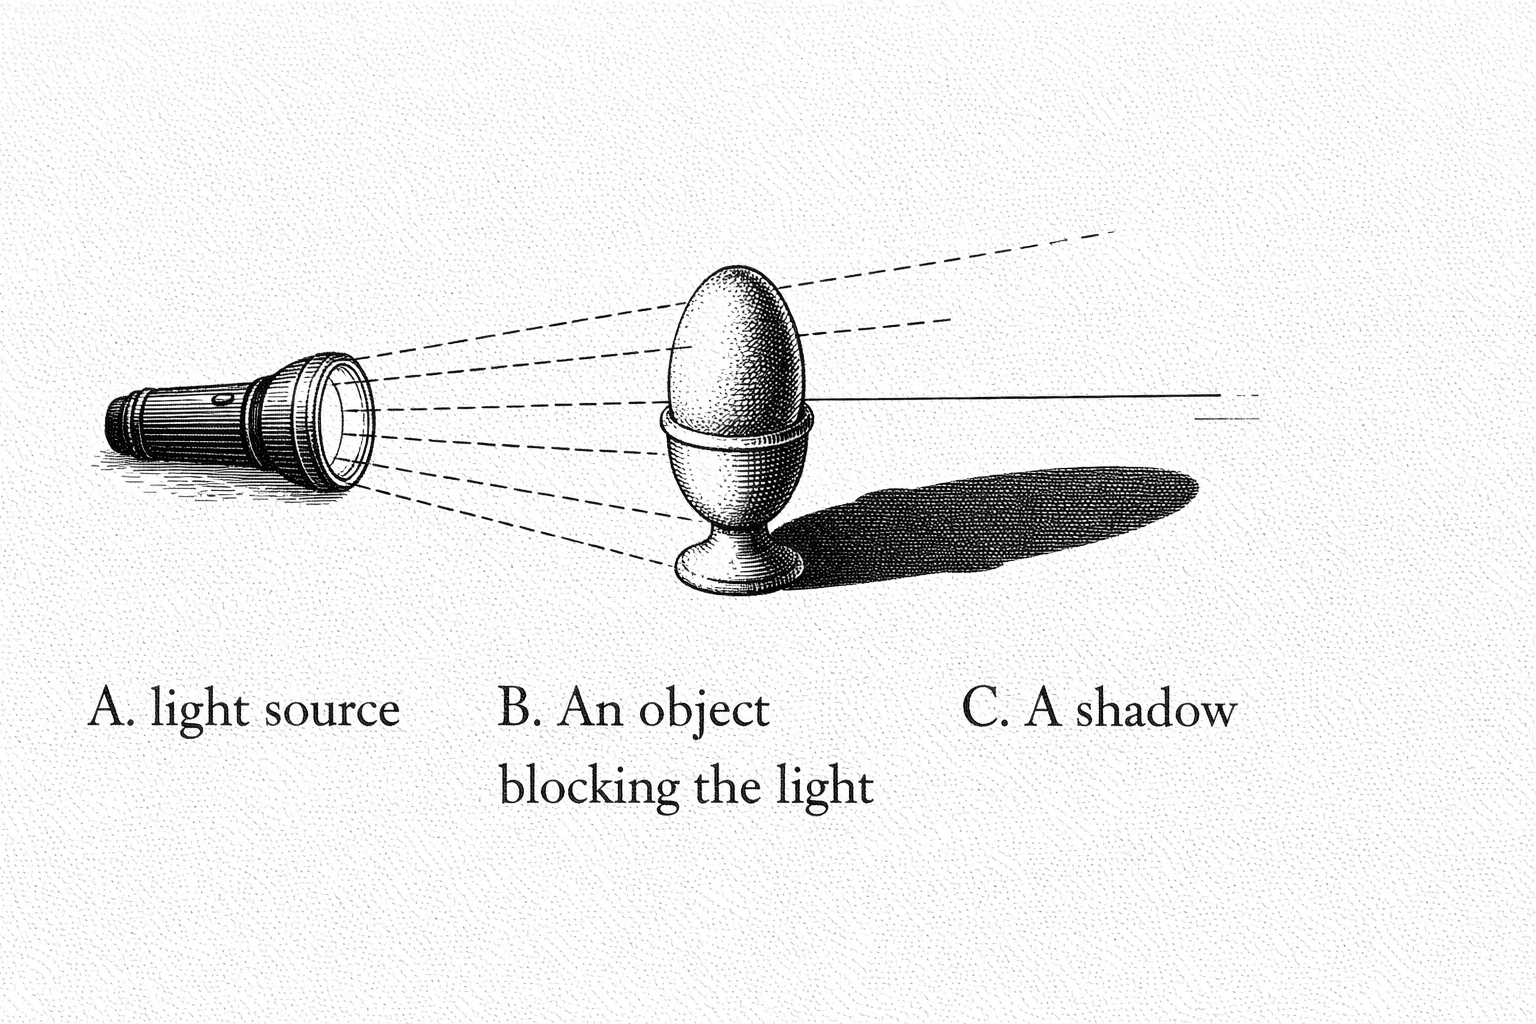 A. light source
B. An object
blocking the light
C. A shadow